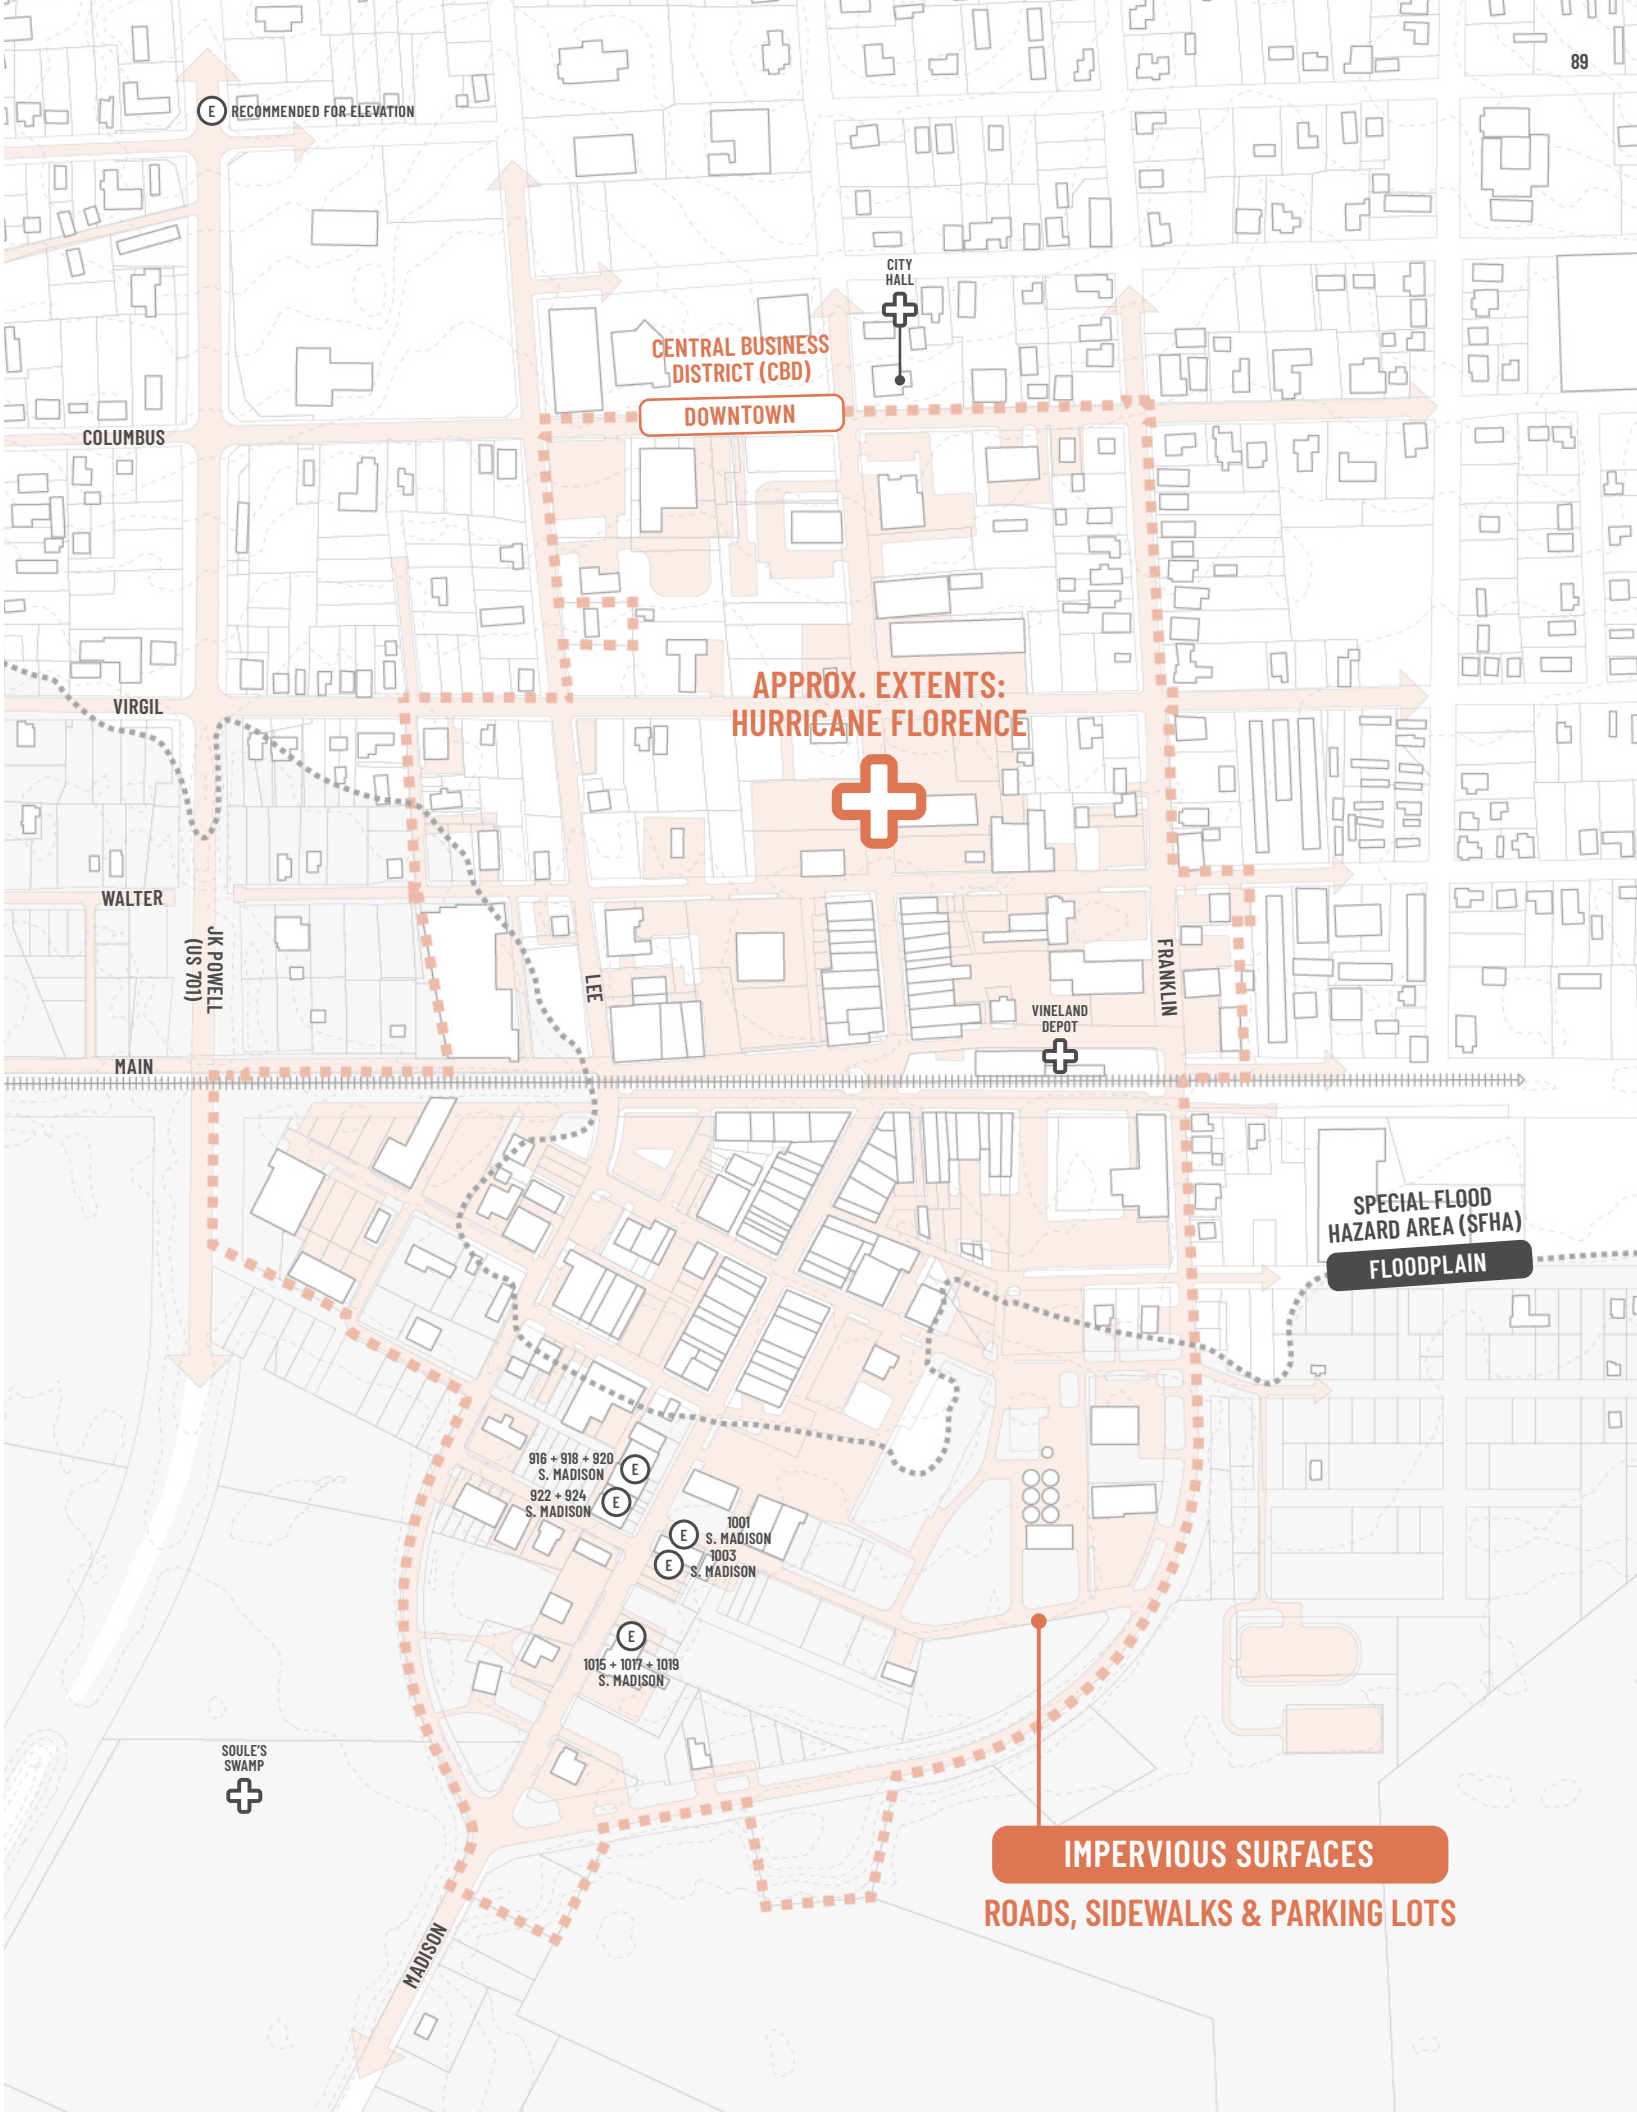 89
E RECOMMENDED FOR ELEVATION
CITY
HALL
CENTRAL BUSINESS
DISTRICT (CBD)
DOWNTOWN
COLUMBUS
APPROX. EXTENTS:
HURRICANE FLORENCE
VIRGIL
WALTER
JK POWELL
(US 701)
LEE
FRANKLIN
VINELAND
DEPOT
MAIN
SPECIAL FLOOD
HAZARD AREA (SFHA)
FLOODPLAIN
916 + 918 + 920
S. MADISON
E
922 + 924
S. MADISON
E
E
1001
S. MADISON
E
1003
S. MADISON
E
1015 + 1017 + 1019
S. MADISON
SOULE'S
SWAMP
IMPERVIOUS SURFACES
ROADS, SIDEWALKS & PARKING LOTS
MADISON